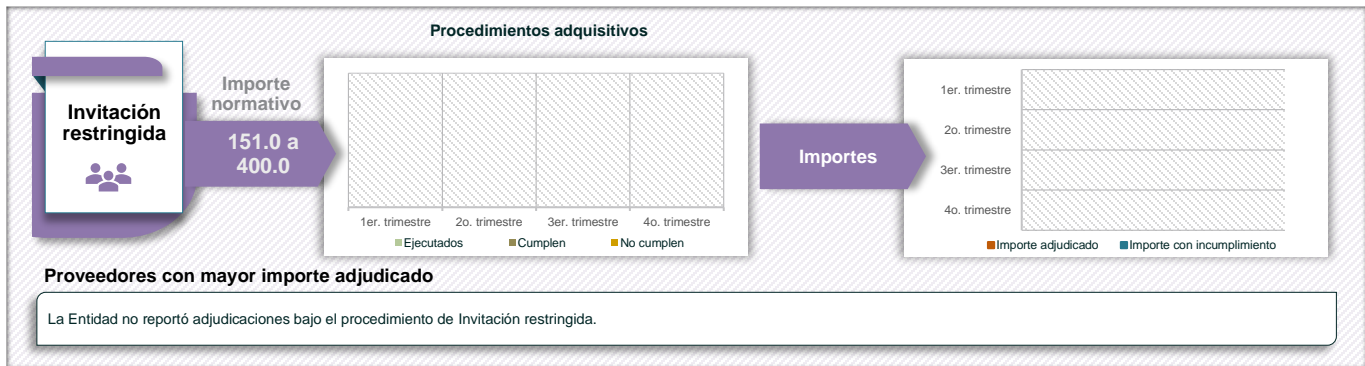 Procedimientos adquisitivos
Invitación
restringida
Importe
normativo
151.0 a
400.0
1er. trimestre 2o. trimestre 3er. trimestre 4o. trimestre
Ejecutados Cumplen No cumplen
Importes
1er. trimestre
2o. trimestre
3er. trimestre
4o. trimestre
Importe adjudicado Importe con incumplimiento
Proveedores con mayor importe adjudicado
La Entidad no reportó adjudicaciones bajo el procedimiento de Invitación restringida.